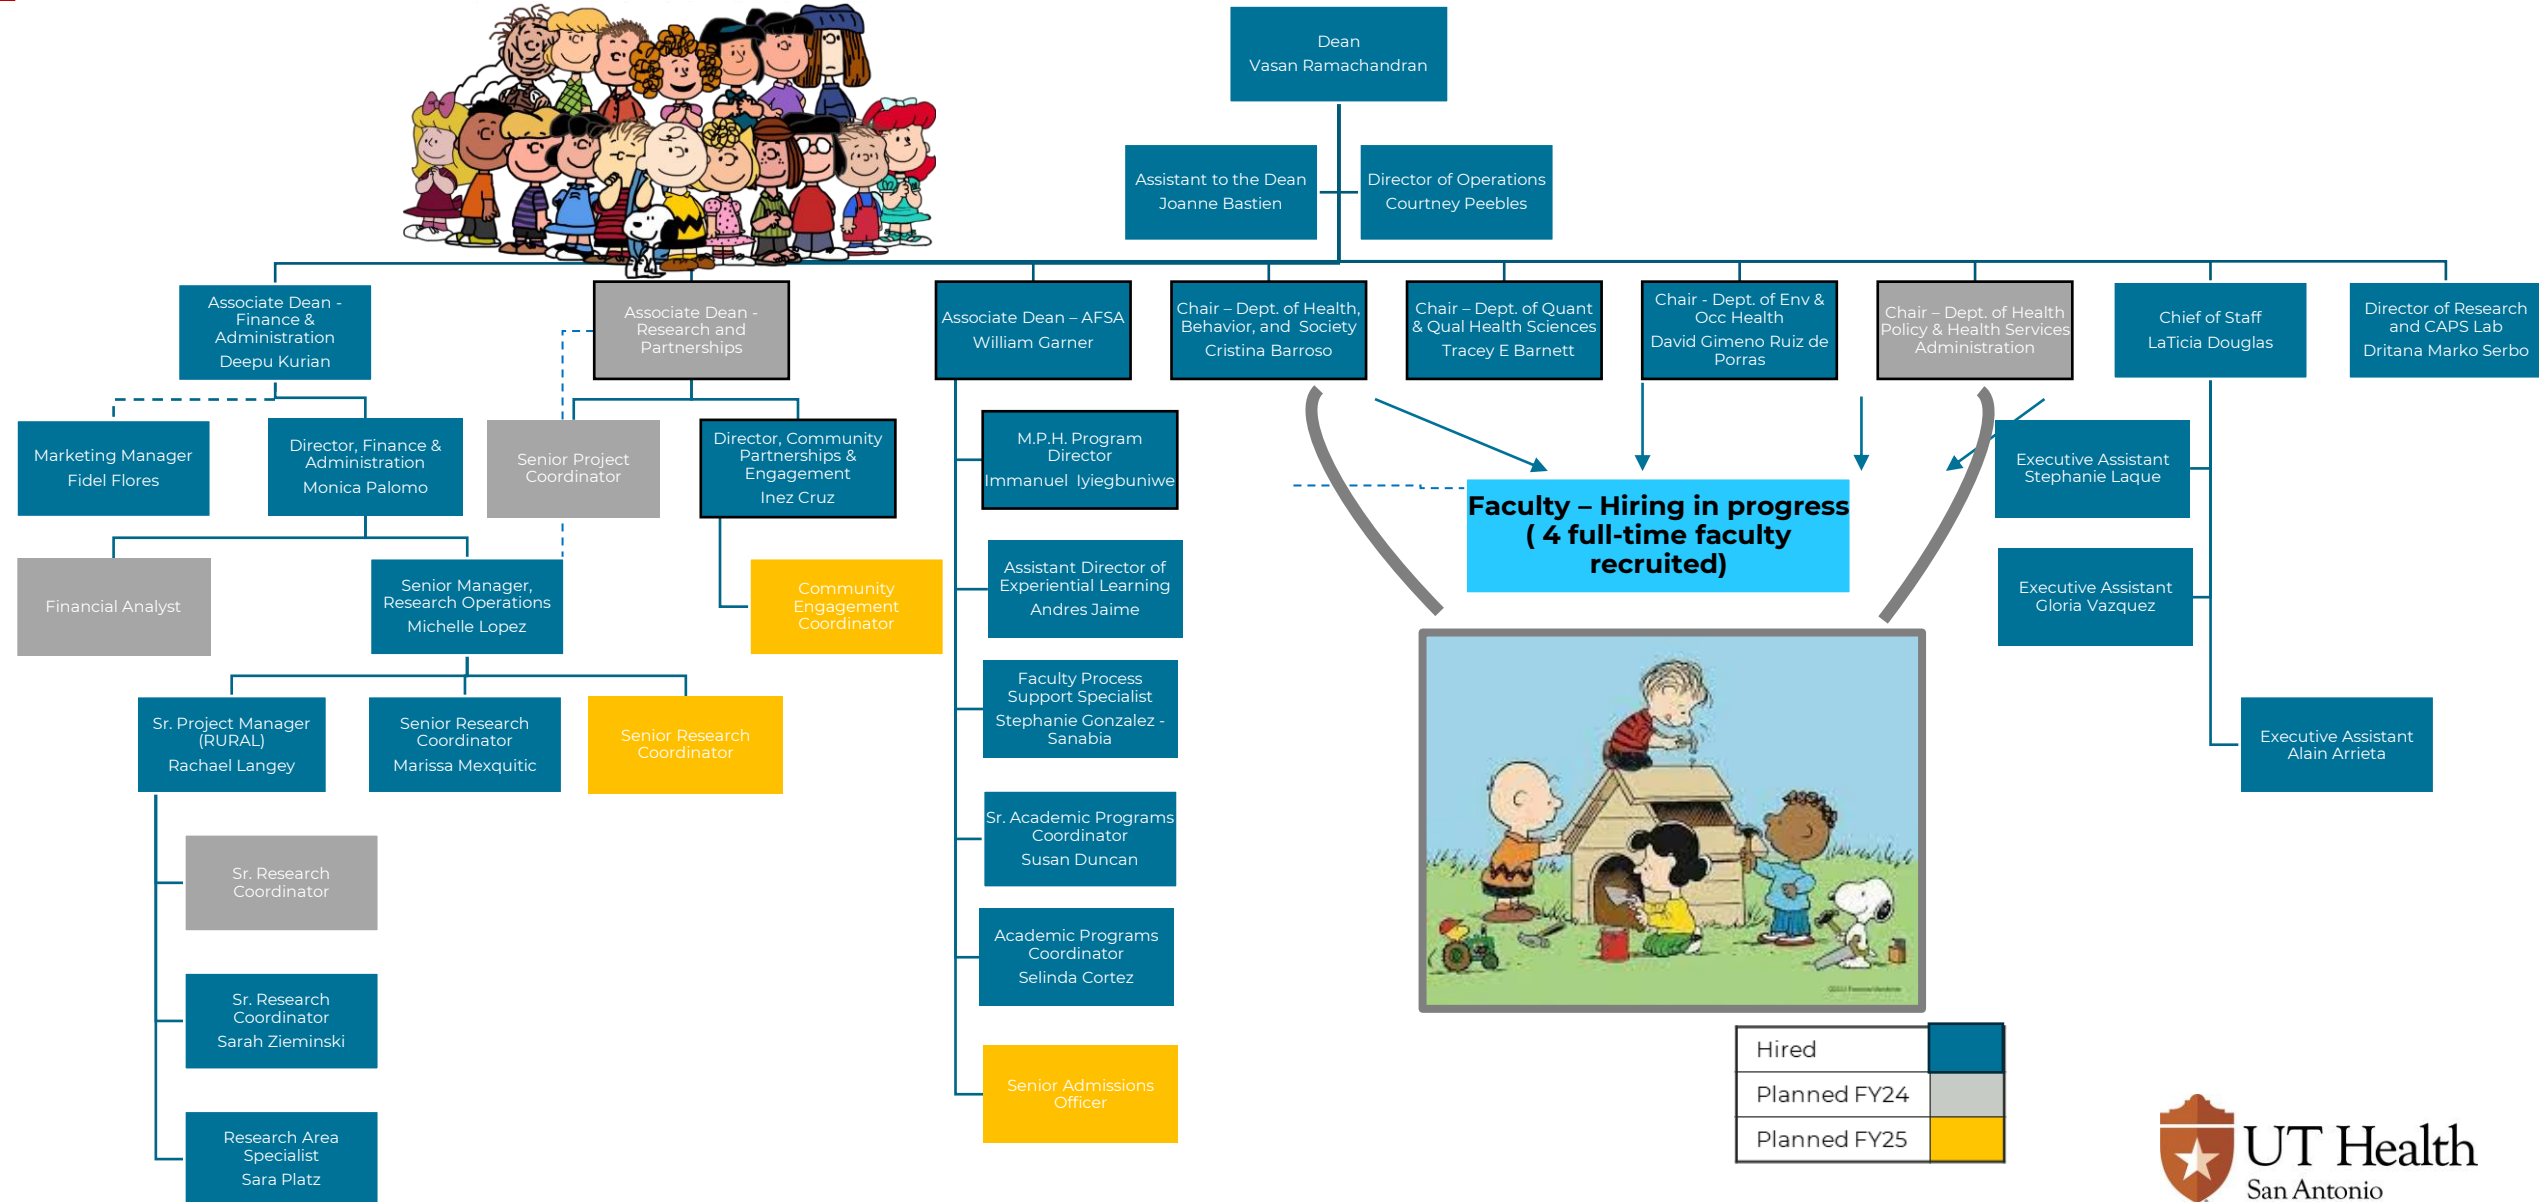 Dean
Vasan Ramachandran
Assistant to the Dean
Joanne Bastien
Director of Operations
Courtney Peebles
Associate Dean -
Finance &
Administration
Deepu Kurian
Associate Dean -
Research and
Partnerships
Associate Dean – AFSA
William Garner
Chair – Dept. of Health,
Behavior, and Society
Cristina Barroso
Chair – Dept. of Quant
& Qual Health Sciences
Tracey E Barnett
Chair - Dept. of Env &
Occ Health
David Gimeno Ruiz de
Porras
Chair – Dept. of Health
Policy & Health Services
Administration
Chief of Staff
LaTicia Douglas
Director of Research
and CAPS Lab
Dritana Marko Serbo
Marketing Manager
Fidel Flores
Director, Finance &
Administration
Monica Palomo
Senior Project
Coordinator
Director, Community
Partnerships &
Engagement
Inez Cruz
M.P.H. Program
Director
Immanuel Iyiegbuniwe
Executive Assistant
Stephanie Laque
Faculty – Hiring in progress
( 4 full-time faculty
recruited)
Financial Analyst
Senior Manager,
Research Operations
Michelle Lopez
Community
Engagement
Coordinator
Assistant Director of
Experiential Learning
Andres Jaime
Executive Assistant
Gloria Vazquez
Sr. Project Manager
(RURAL)
Rachael Langey
Senior Research
Coordinator
Marissa Mexquitic
Senior Research
Coordinator
Faculty Process
Support Specialist
Stephanie Gonzalez -
Sanabia
Executive Assistant
Alain Arrieta
Sr. Research
Coordinator
Sr. Academic Programs
Coordinator
Susan Duncan
Academic Programs
Coordinator
Selinda Cortez
Sr. Research
Coordinator
Sarah Zieminski
Senior Admissions
Officer
Research Area
Specialist
Sara Platz
Hired
Planned FY24
Planned FY25
UT Health
San Antonio